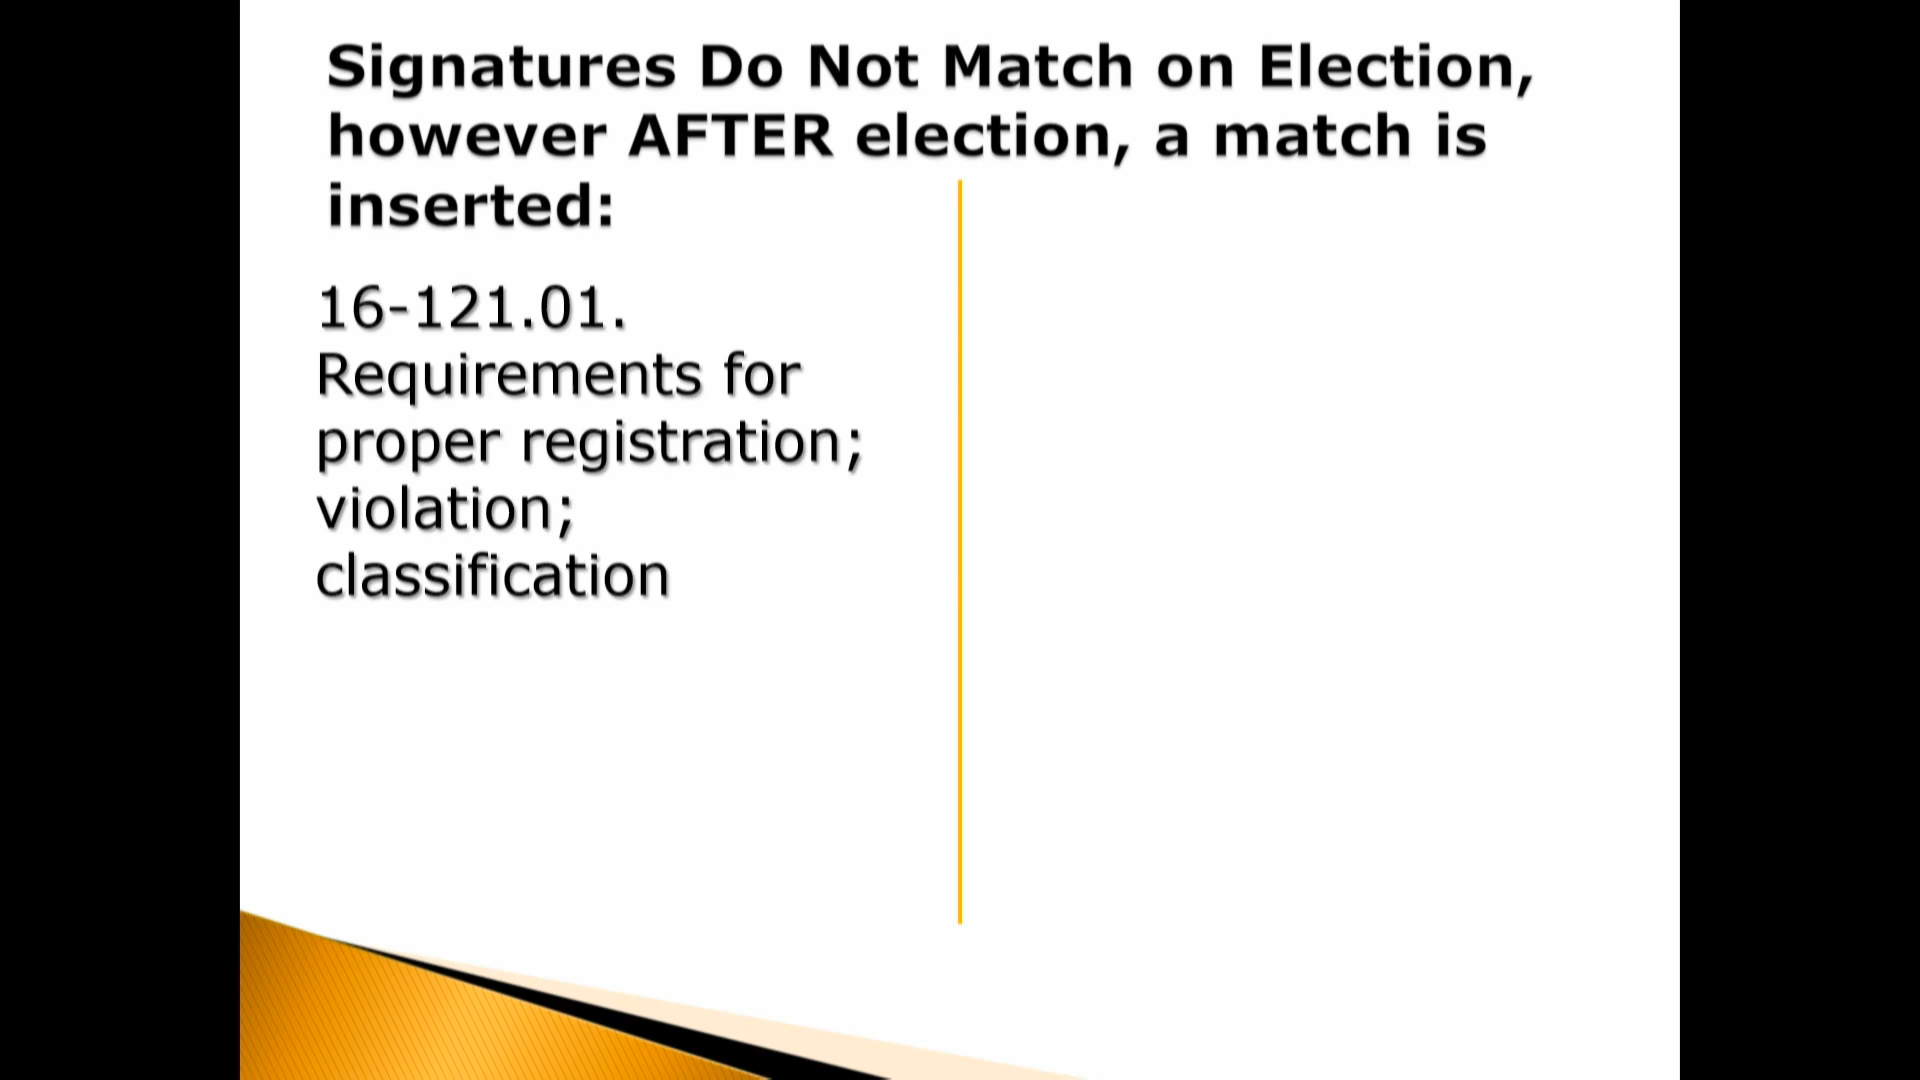 Signatures Do Not Match on Election,
however AFTER election, a match is
inserted:
16-121.01.
Requirements for
proper registration;
violation;
classification